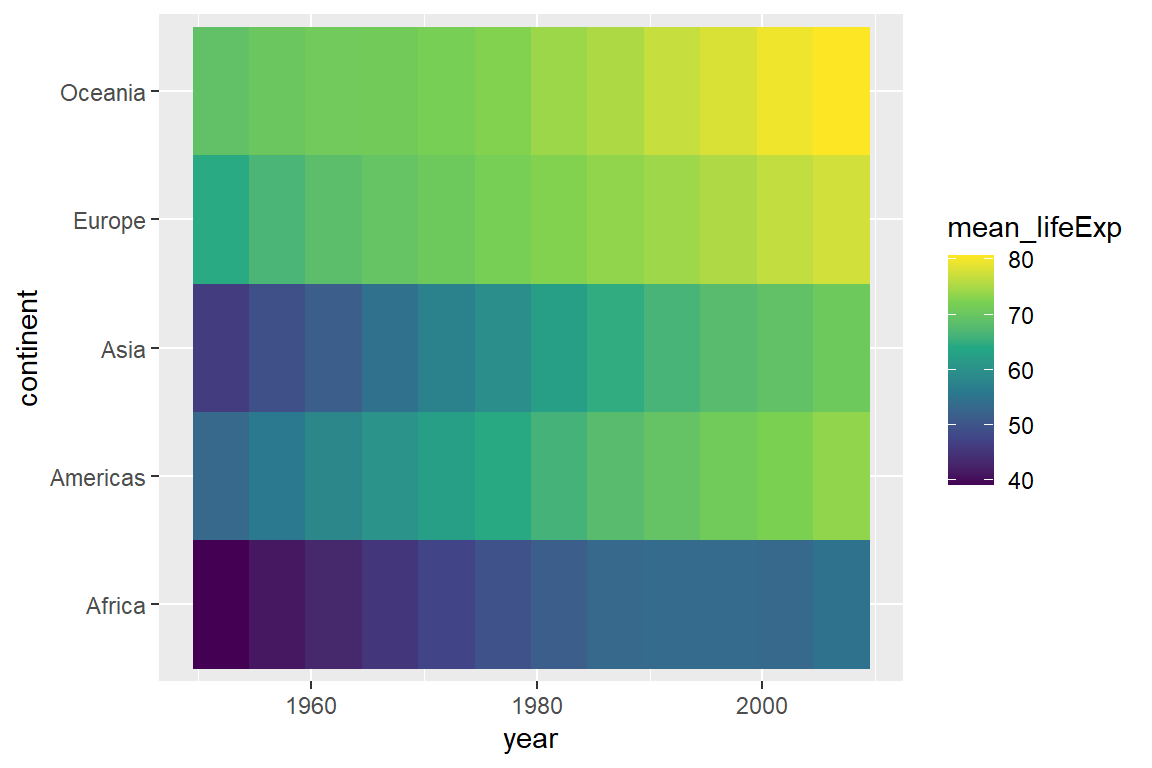 Oceania
Europe
Asia
Americas
Africa
continent
1960 1980 2000
year
mean_lifeExp
80
70
60
50
40